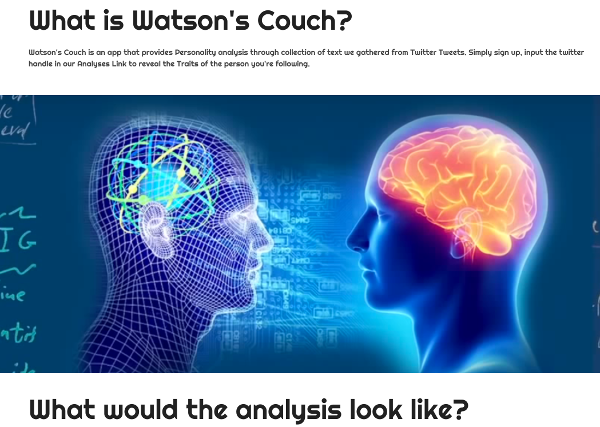 What is Watson's Couch?
Watson's Couch is an app that provides Personality analysis through collection of text we gathered from Twitter Tweets. Simply sign up, input the twitter
handle in our Analyses Link to reveal the Traits of the person you're following.
IG
What would the analysis look like?